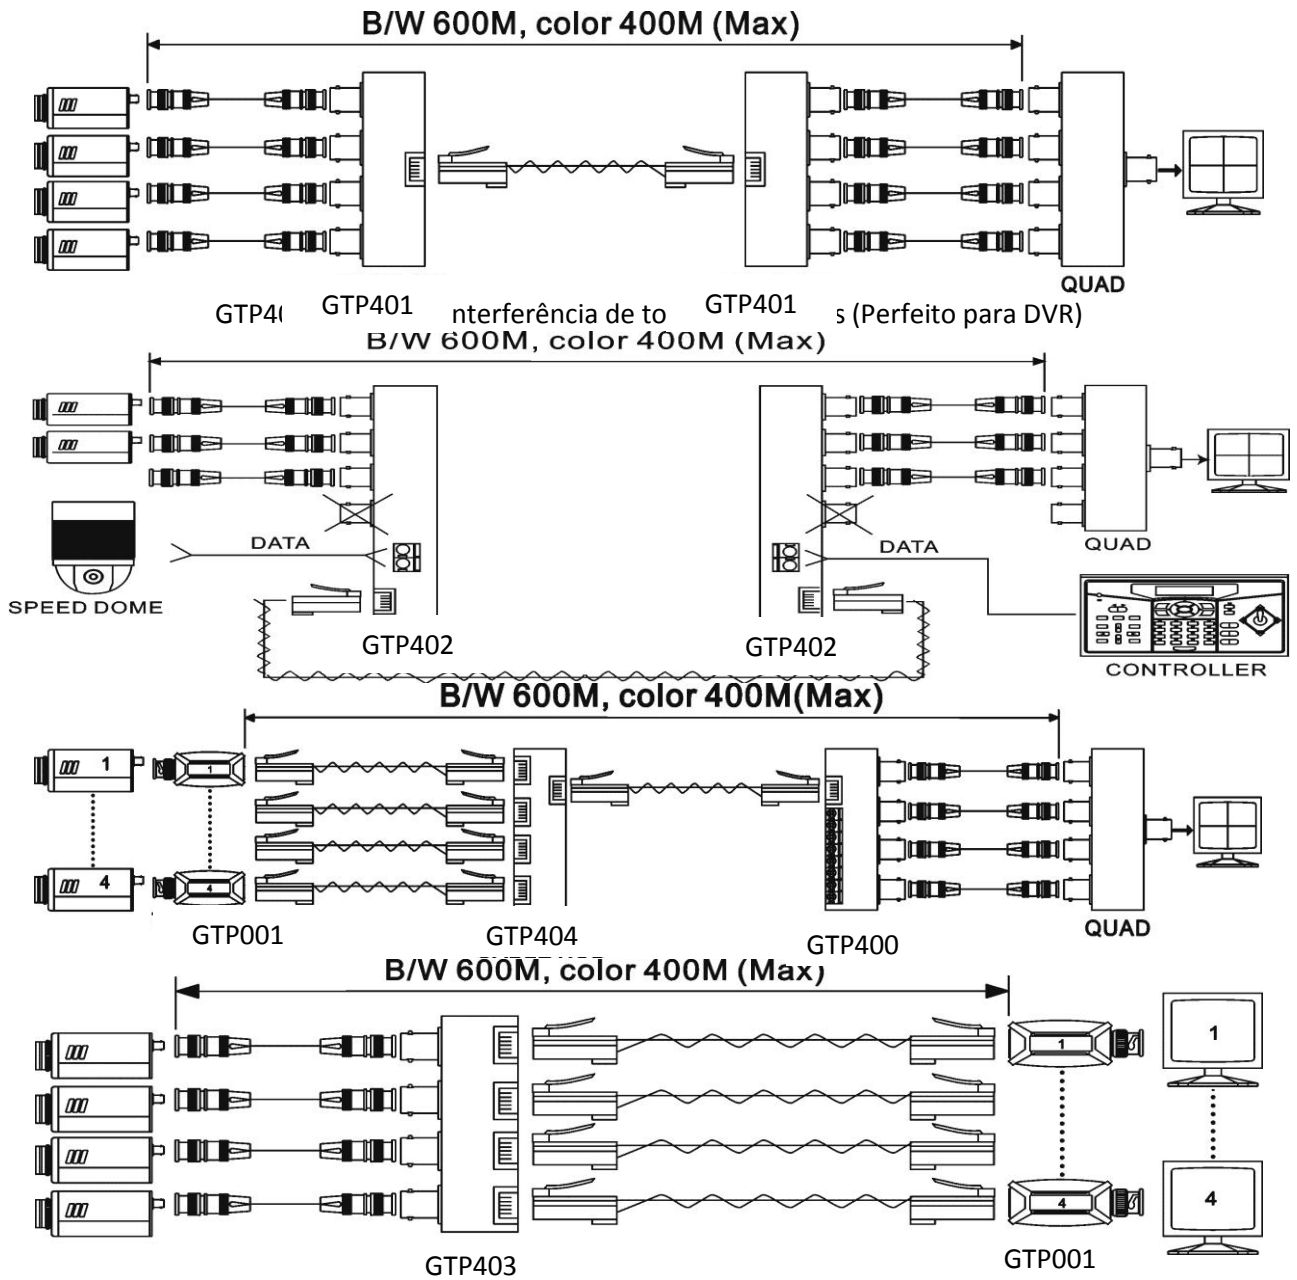 B/W 600M, color 400M (Max)
QUAD
GTP401 GTP401
nterferência de to s (Perfeito para DVR)
B/W 600M, color 400M (Max)
DATA DATA
QUAD
SPEED DOME
GTP402 GTP402
CONTROLLER
B/W 600M, color 400M(Max)
1 1
4 4
GTP001 GTP404 GTP400 QUAD
B/W 600M, color 400M (Max)
1 1
4 4
GTP403 GTP001